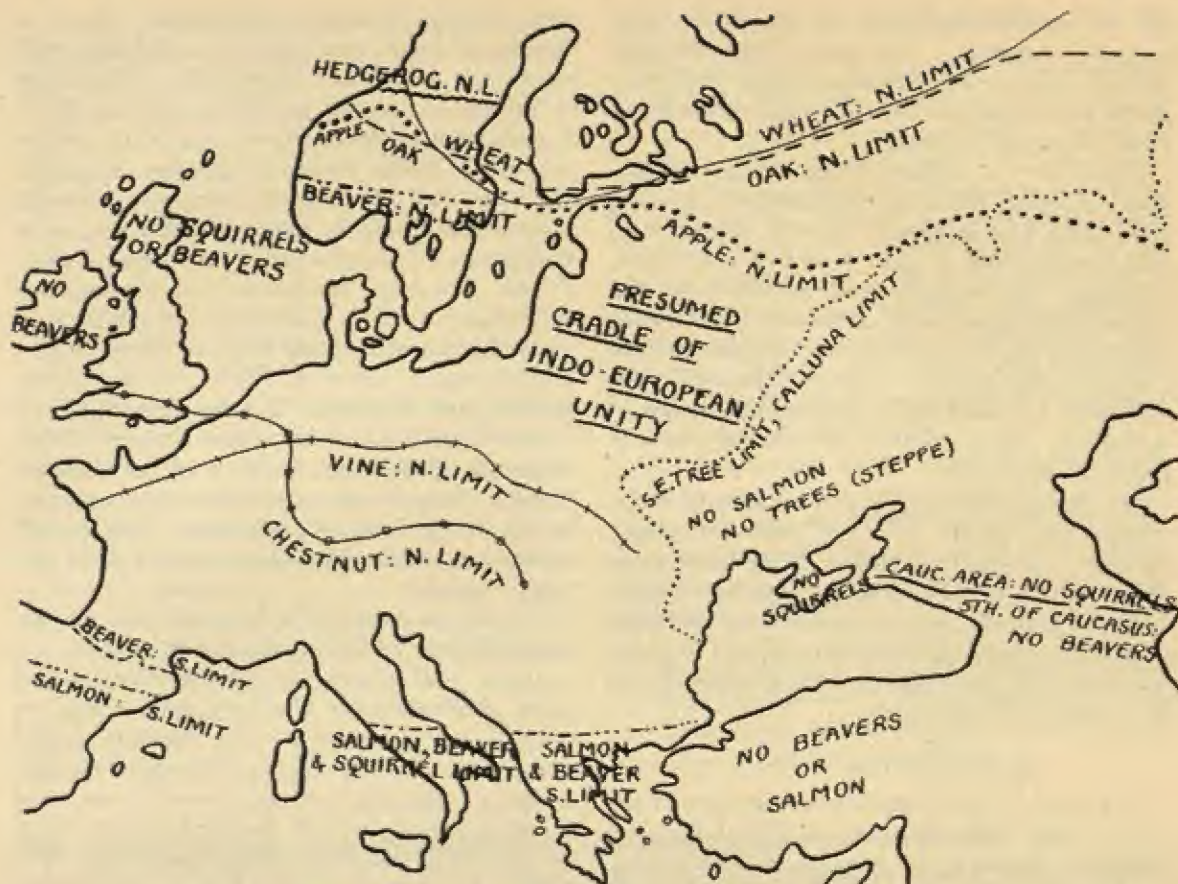 HEDGEROG. N.L.
APPLE
OAK
WHEAT
WHEAT: N. LIMIT
OAK: N. LIMIT
BEAVER: N. LIMIT
NO SQUIRRELS
OR BEAVERS
NO
BEAVERS
APPLE: N. LIMIT
PRESUMED
CRADLE OF
INDO-EUROPEAN
UNITY
S.E. TREE LIMIT, CALLUNA LIMIT
VINE: N. LIMIT
CHESTNUT: N. LIMIT
NO SALMON
NO TREES (STEPPE)
NO
SQUIRRELS
CAUC. AREA: NO SQUIRRELS
STH. OF CAUCASUS:
NO BEAVERS
BEAVER: S. LIMIT
SALMON: S. LIMIT
SALMON, BEAVER
& SQUIRREL LIMIT
SALMON
& BEAVER
S. LIMIT
NO BEAVERS
OR
SALMON